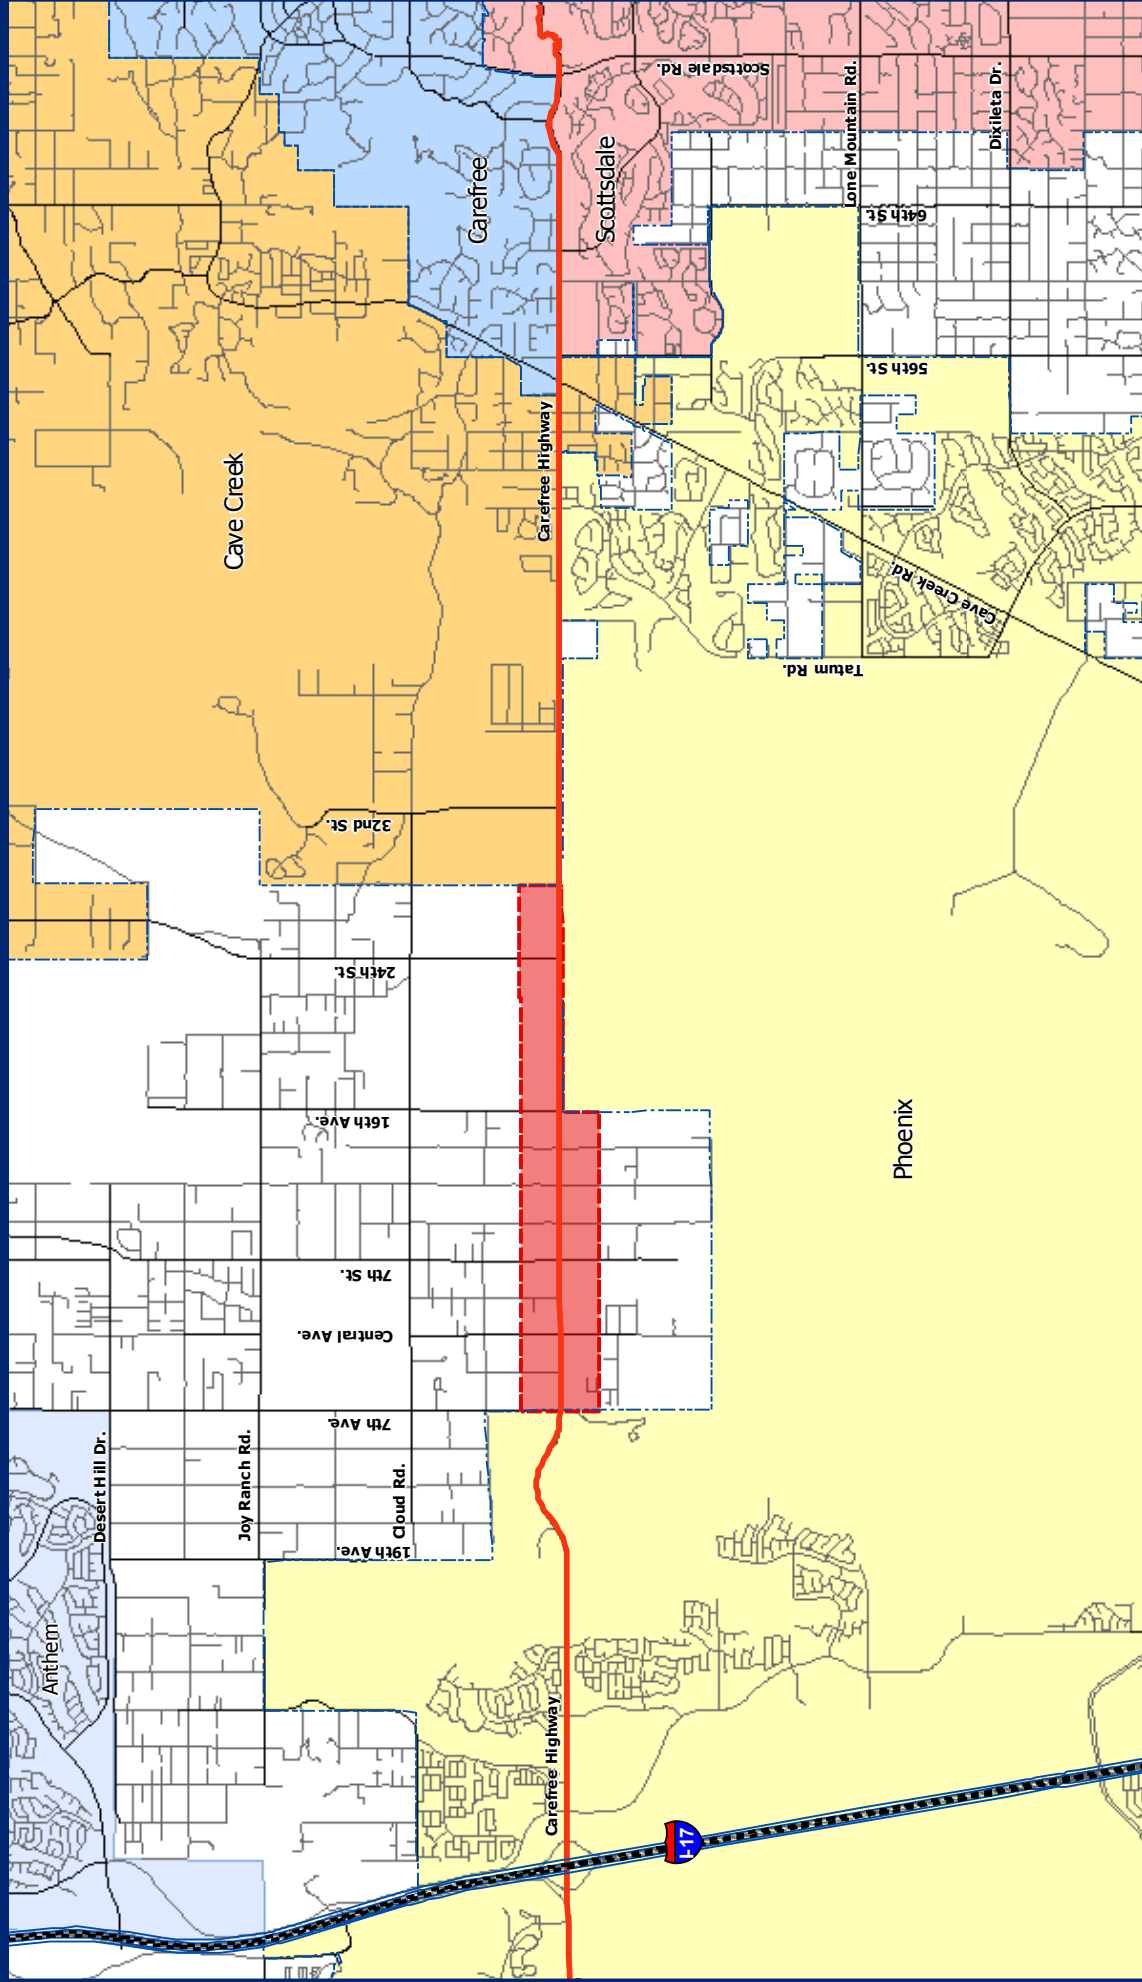 Scottsdale Rd.
Lone Mountain Rd.
Dixileta Dr.
Carefree
Scottsdale
64th St.
56th St.
Cave Creek
Carefree Highway
Cave Creek Rd.
Tatum Rd.
32nd St.
24th St.
16th Ave.
Phoenix
7th St.
Central Ave.
7th Ave.
Desert Hill Dr.
Joy Ranch Rd.
Cloud Rd.
19th Ave.
Anthem
Carefree Highway
I-17